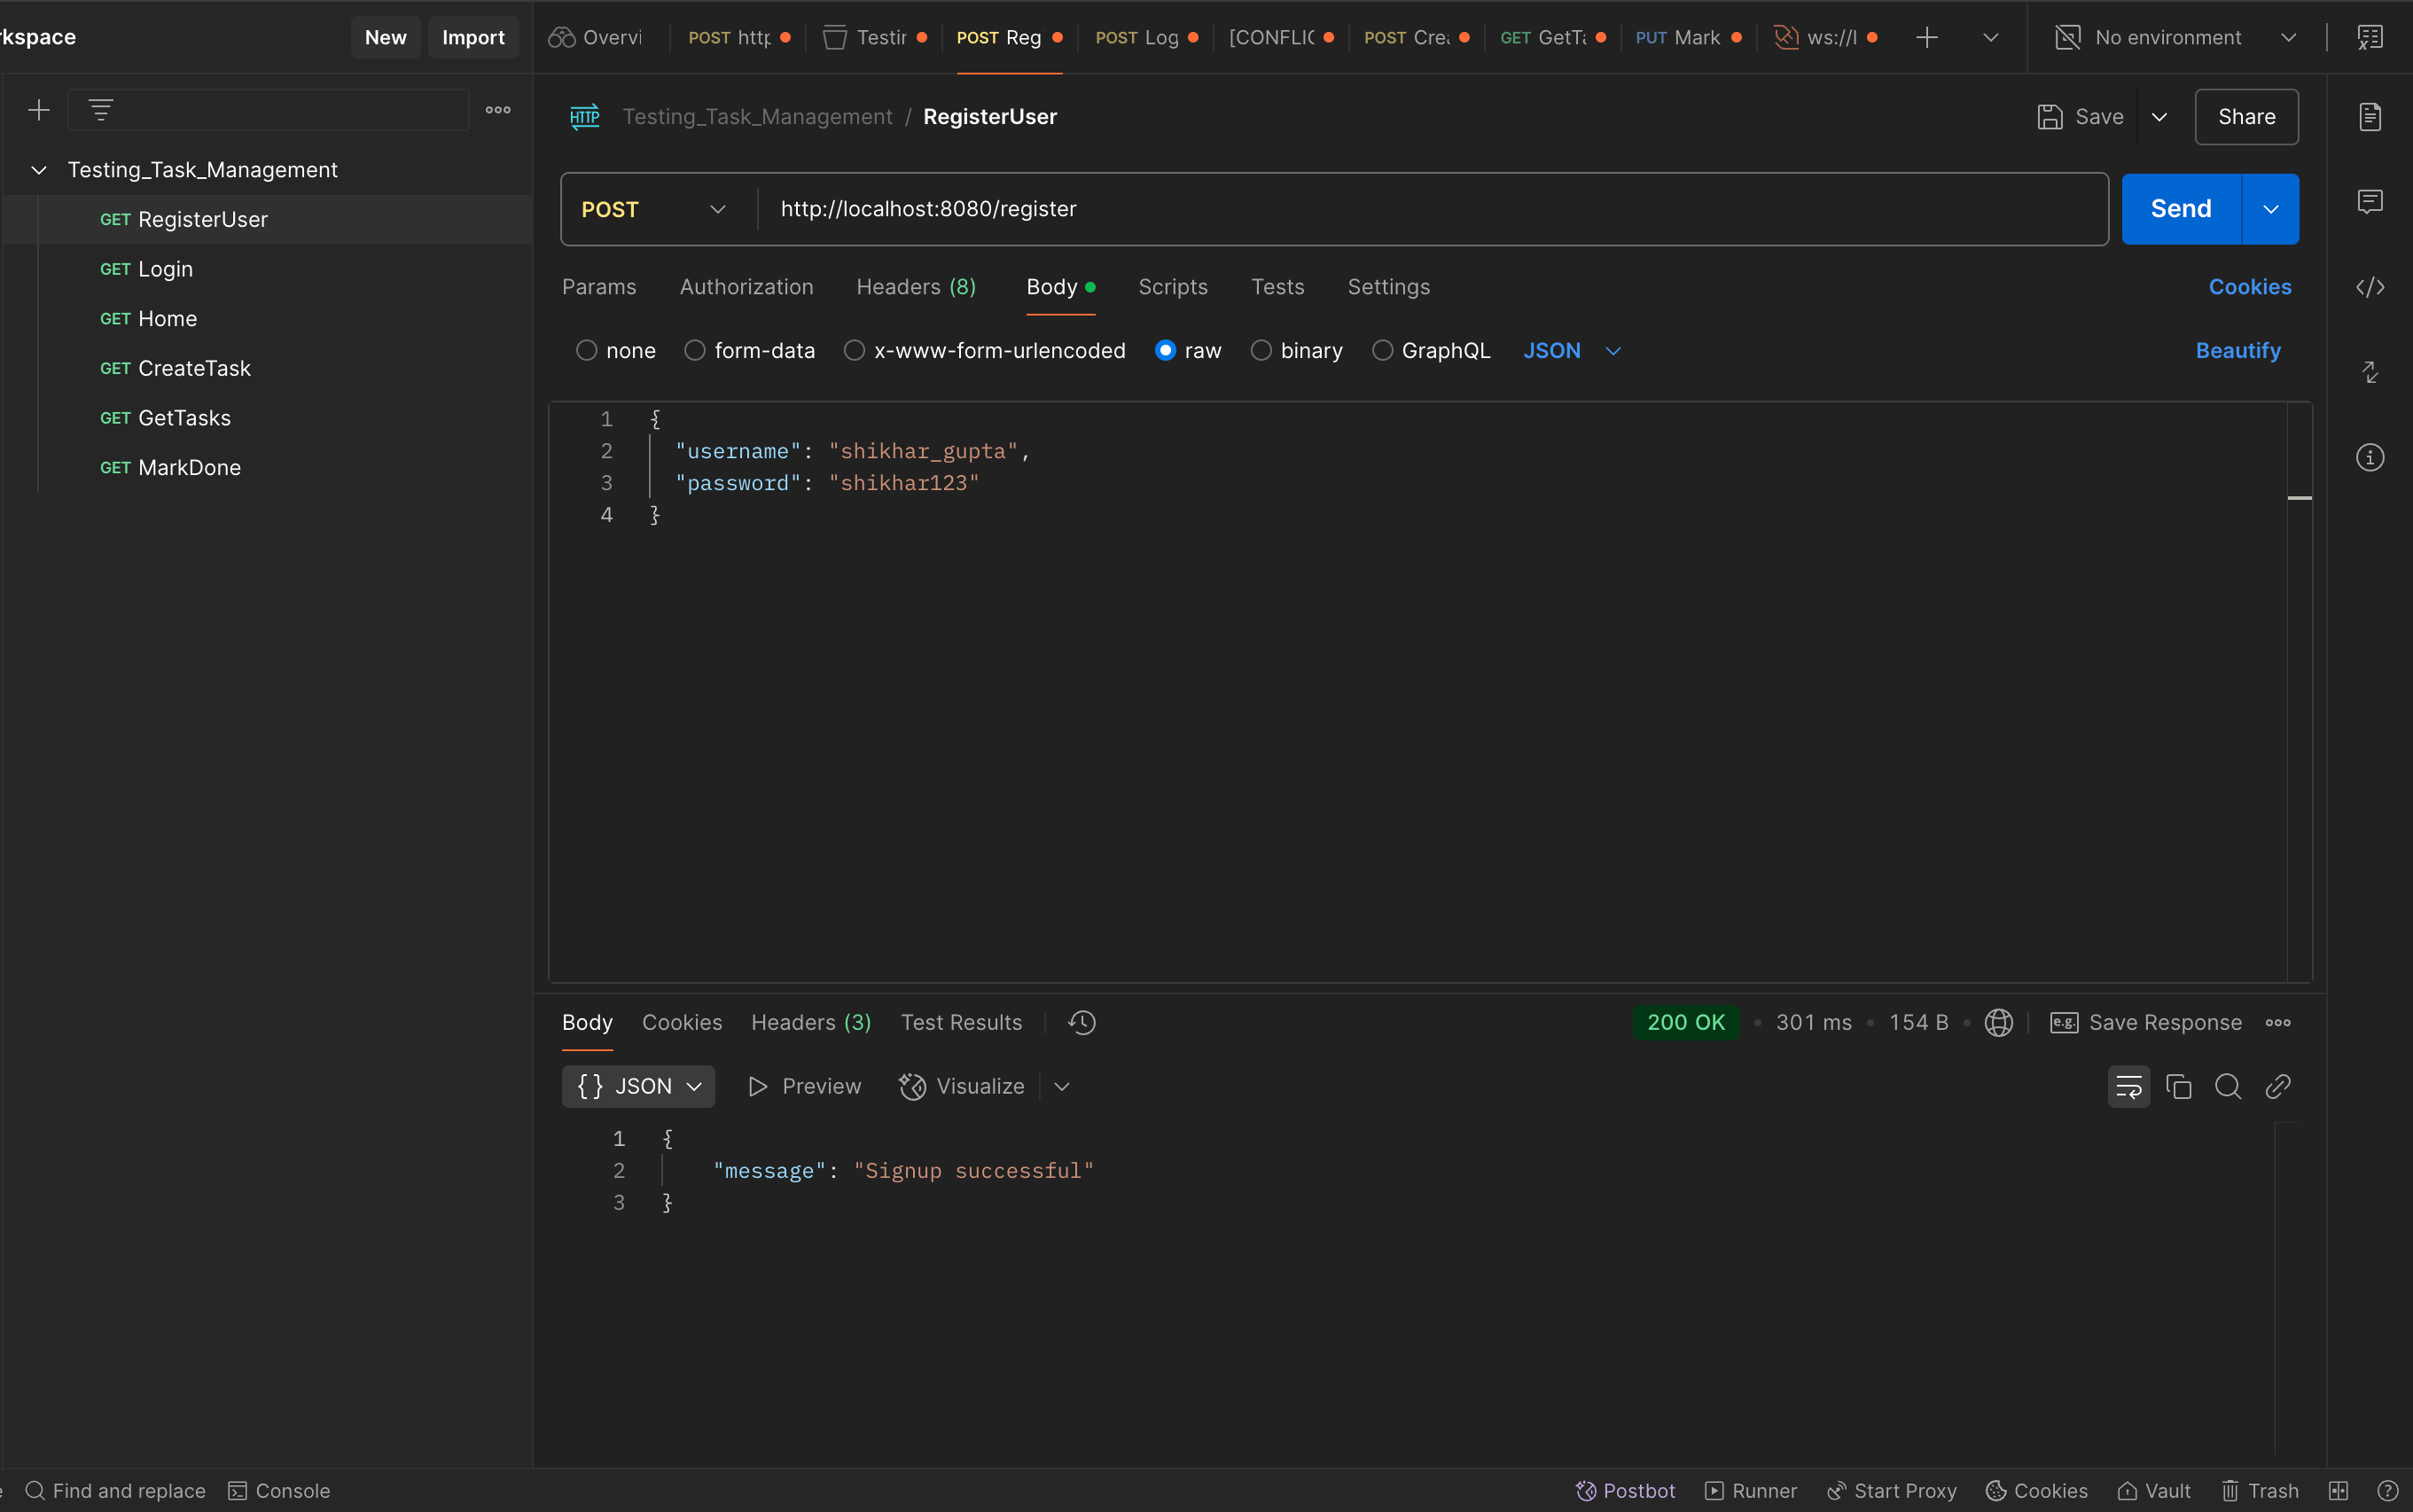 kspace
New
Import
Overvi
POST http
Testin
POST Reg
POST Log
[CONFLIC
POST Crea
GET GetTa
PUT Mark
ws://l
No environment
Testing_Task_Management
GET RegisterUser
GET Login
GET Home
GET CreateTask
GET GetTasks
GET MarkDone
HTTP
Testing_Task_Management / RegisterUser
Save
Share
POST
http://localhost:8080/register
Send
Params
Authorization
Headers (8)
Body
Scripts
Tests
Settings
Cookies
none
form-data
x-www-form-urlencoded
raw
binary
GraphQL
JSON
Beautify
1 {
2 "username": "shikhar_gupta",
3 "password": "shikhar123"
4 }
Body
Cookies
Headers (3)
Test Results
200 OK
301 ms
154 B
e.g.
Save Response
{} JSON
Preview
Visualize
1 {
2 "message": "Signup successful"
3 }
Find and replace
Console
Postbot
Runner
Start Proxy
Cookies
Vault
Trash